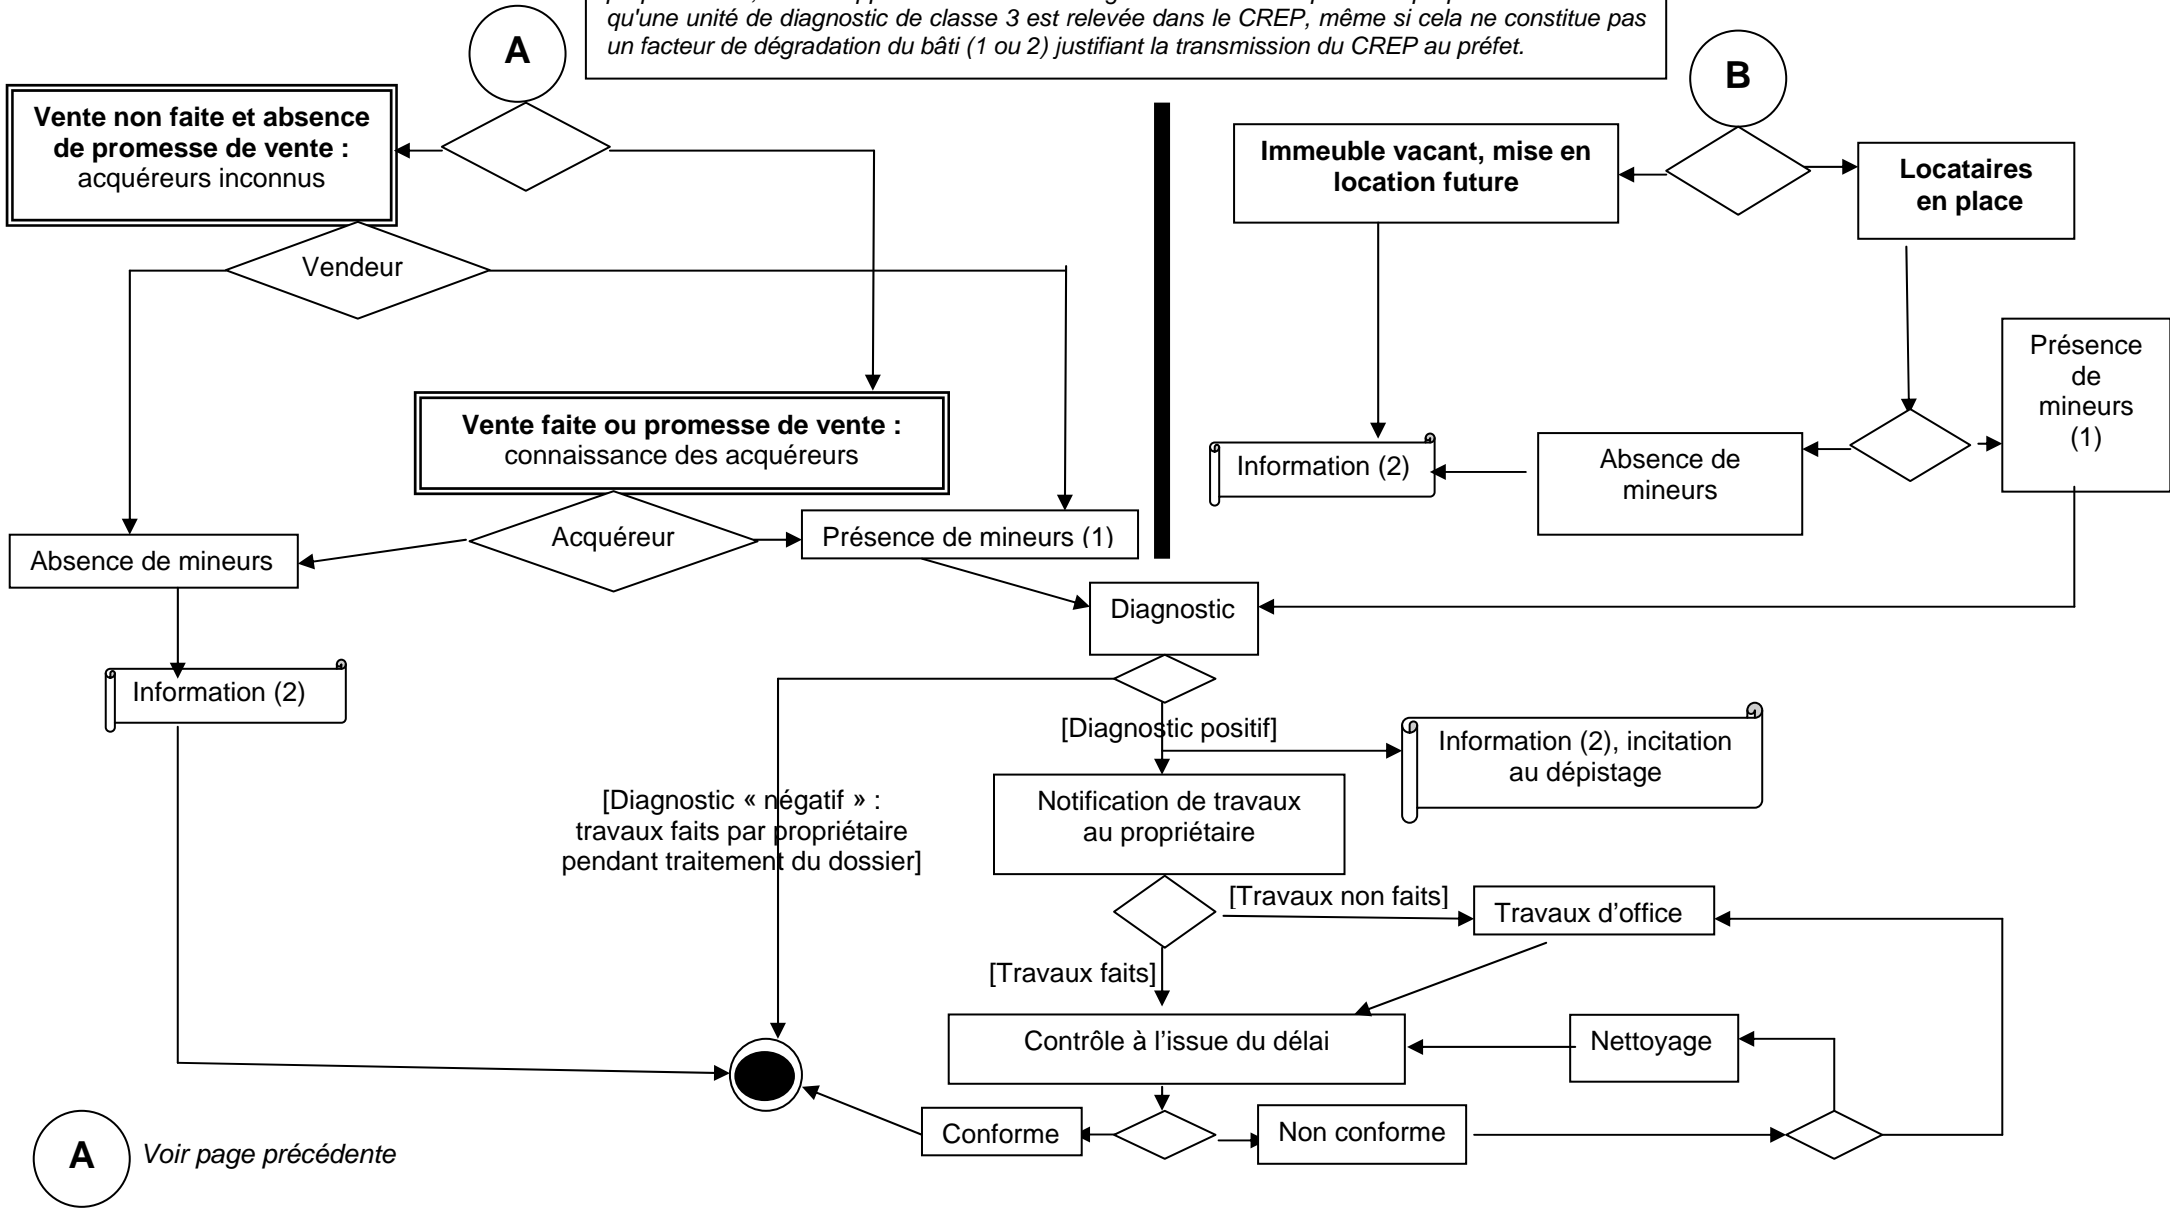 qu'une unité de diagnostic de classe 3 est relevée dans le CREP, même si cela ne constitue pas
un facteur de dégradation du bâti (1 ou 2) justifiant la transmission du CREP au préfet.
A
B
Vente non faite et absence
de promesse de vente :
acquéreurs inconnus
Immeuble vacant, mise en
location future
Locataires
en place
Vendeur
Présence
de
mineurs
(1)
Vente faite ou promesse de vente :
connaissance des acquéreurs
Information (2)
Absence de
mineurs
Acquéreur
Présence de mineurs (1)
Absence de mineurs
Diagnostic
Information (2)
[Diagnostic positif]
Information (2), incitation
au dépistage
[Diagnostic « négatif » :
travaux faits par propriétaire
pendant traitement du dossier]
Notification de travaux
au propriétaire
[Travaux non faits]
Travaux d’office
[Travaux faits]
Contrôle à l’issue du délai
Nettoyage
Conforme
Non conforme
A
Voir page précédente